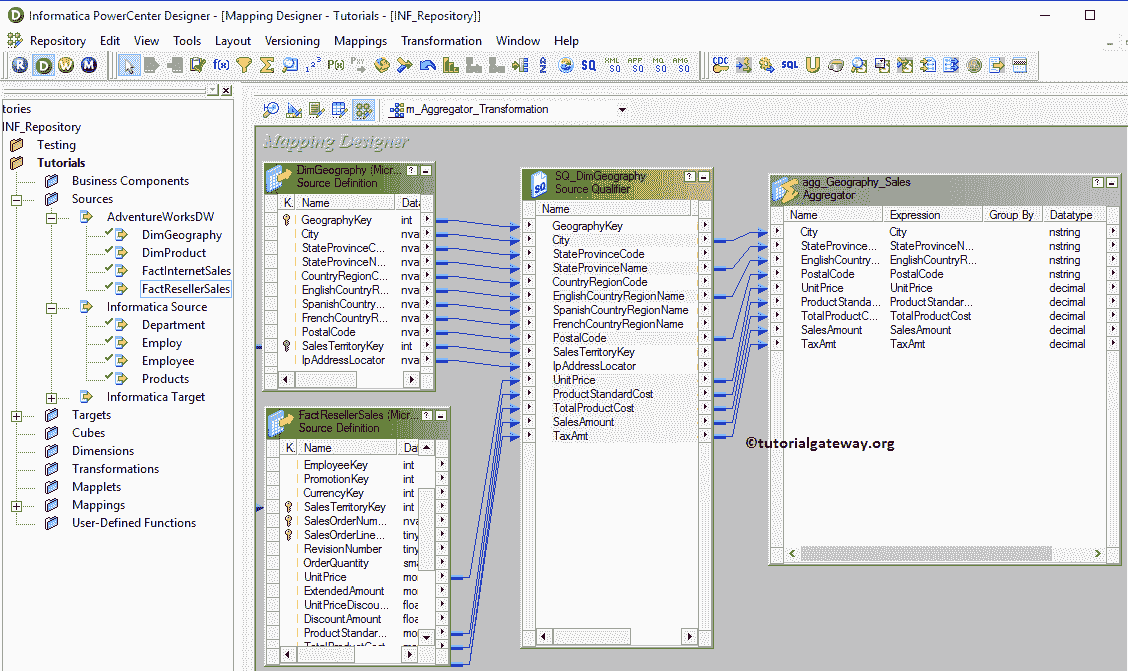 Informatica PowerCenter Designer - [Mapping Designer - Tutorials - [INF_Repository]]
Repository Edit View Tools Layout Versioning Mappings Transformation Window Help
tories
INF_Repository
Testing
Tutorials
Business Components
Sources
AdventureWorksDW
DimGeography
DimProduct
FactInternetSales
FactResellerSales
Informatica Source
Department
Employ
Employee
Products
Informatica Target
Targets
Cubes
Dimensions
Transformations
Mapplets
Mappings
User-Defined Functions
m_Aggregator_Transformation
Mapping Designer
DimGeography (Micr...
Source Definition
K. Name Data
GeographyKey int
City nva
StateProvinceC... nva
StateProvinceN... nva
CountryRegionC... nva
EnglishCountryR... nva
SpanishCountry... nva
FrenchCountryR... nva
PostalCode nva
SalesTerritoryKey int
IpAddressLocator nva
FactResellerSales (Micr...
Source Definition
K. Name Da
EmployeeKey int
PromotionKey int
CurrencyKey int
SalesTerritoryKey int
SalesOrderNum... nva
SalesOrderLine... tiny
RevisionNumber tiny
OrderQuantity sma
UnitPrice mo
ExtendedAmount mo
UnitPriceDiscou... floa
DiscountAmount floa
ProductStandar... mo
TotalProductCost mo
SQ_DimGeography
Source Qualifier
Name
GeographyKey
City
StateProvinceCode
StateProvinceName
CountryRegionCode
EnglishCountryRegionName
SpanishCountryRegionName
FrenchCountryRegionName
PostalCode
SalesTerritoryKey
IpAddressLocator
UnitPrice
ProductStandardCost
TotalProductCost
SalesAmount
TaxAmt
agg_Geography_Sales
Aggregator
Name Expression Group By Datatype
City City nstring
StateProvince... StateProvinceN... nstring
EnglishCountry... EnglishCountryR... nstring
PostalCode PostalCode nstring
UnitPrice UnitPrice decimal
ProductStanda... ProductStandar... decimal
TotalProductC... TotalProductCost decimal
SalesAmount SalesAmount decimal
TaxAmt TaxAmt decimal
©tutorialgateway.org